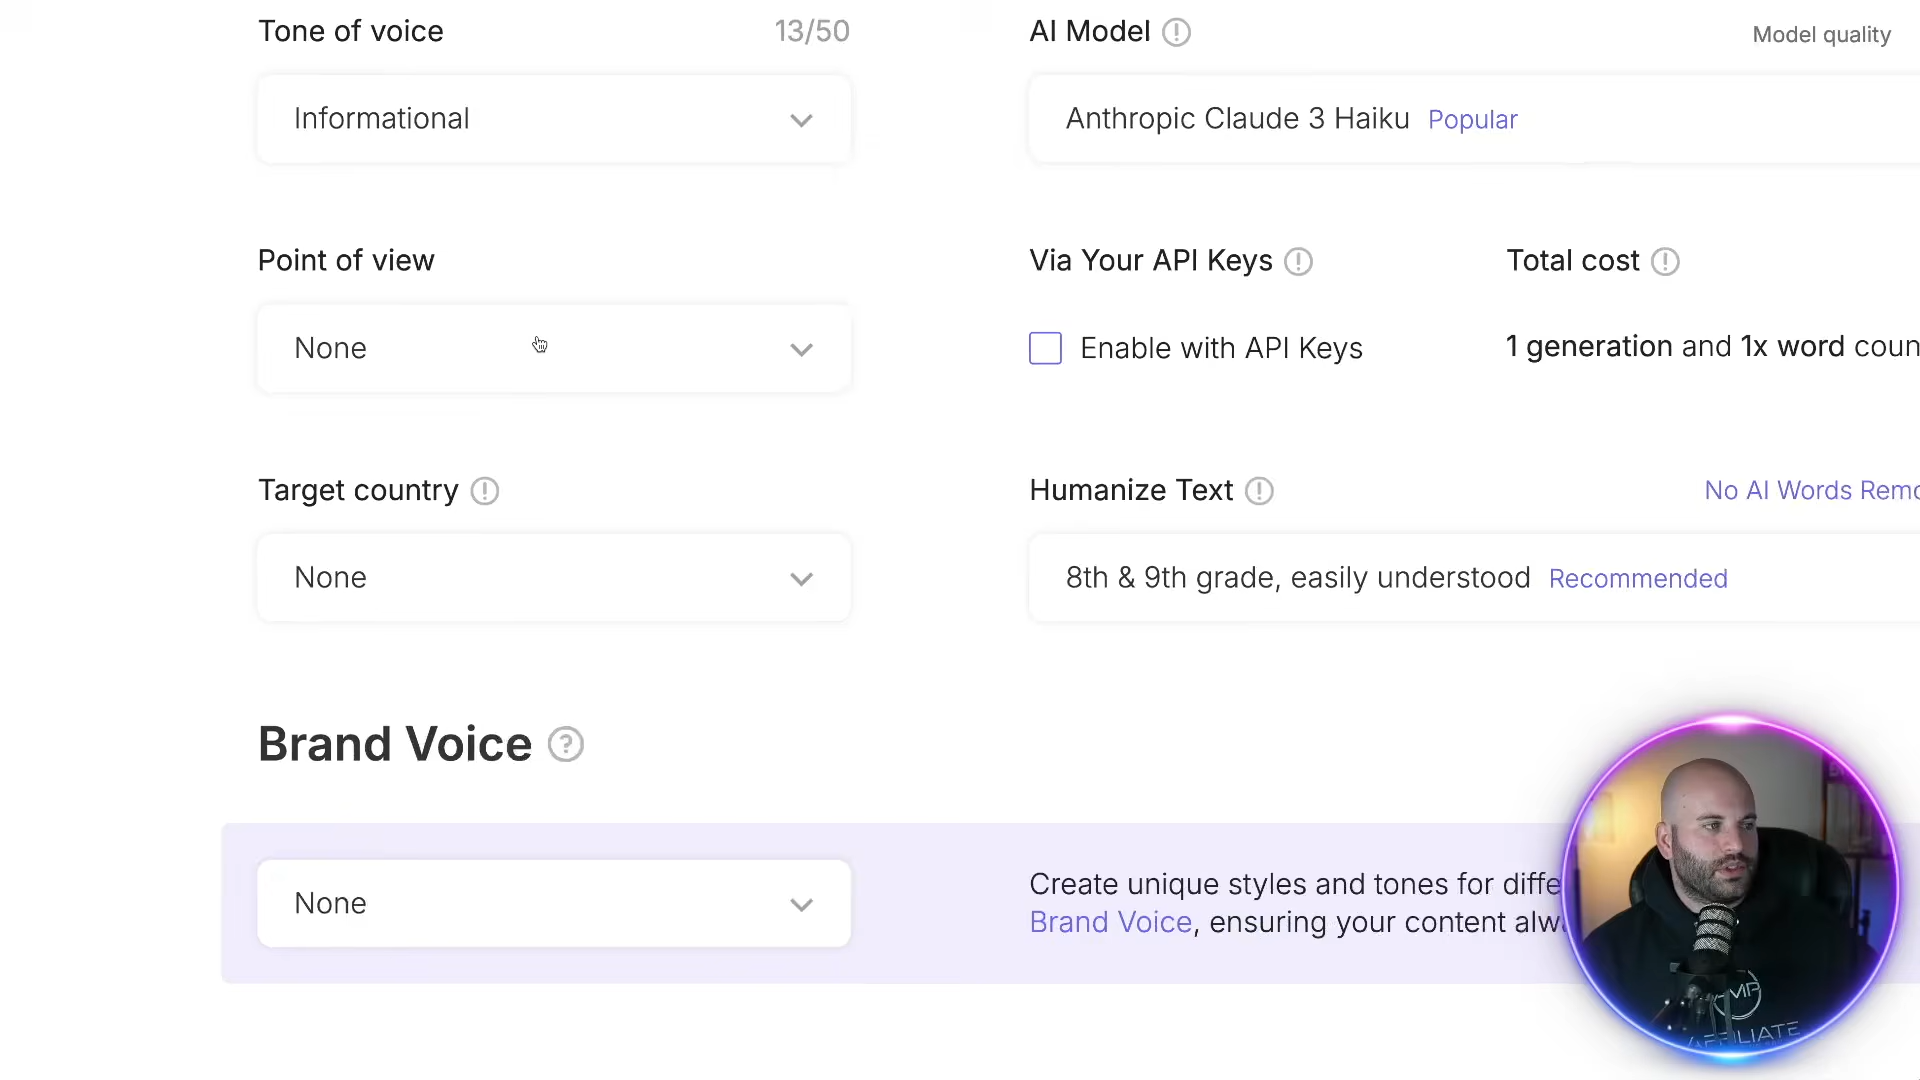 Tone of voice 13/50
Informational
Point of view
None
Target country
None
AI Model
Model quality
Anthropic Claude 3 Haiku Popular
Via Your API Keys
Total cost
Enable with API Keys
1 generation and 1x word coun
Humanize Text
No AI Words Remo
8th & 9th grade, easily understood Recommended
Brand Voice
None
Create unique styles and tones for diffe
Brand Voice, ensuring your content alwa